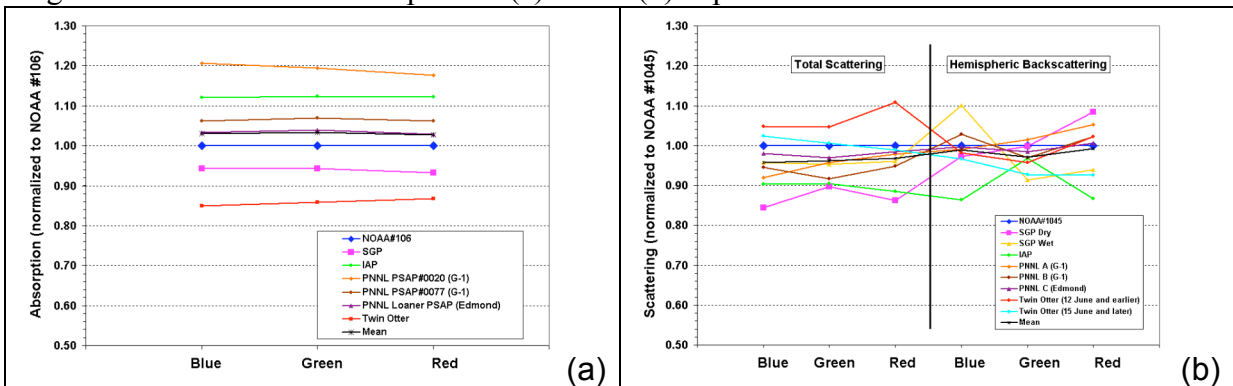 1.30
1.20
1.10
1.00
0.90
0.80
0.70
0.60
0.50
Absorption (normalized to NOAA #106)
Blue Green Red
NOAA#106
SGP
IAP
PNNL PSAP#0020 (G-1)
PNNL PSAP#0077 (G-1)
PNNL Loaner PSAP (Edmond)
Twin Otter
Mean
(a)
1.30
1.20
1.10
1.00
0.90
0.80
0.70
0.60
0.50
Scattering (normalized to NOAA #1045)
Total Scattering Hemispheric Backscattering
Blue Green Red Blue Green Red
NOAA#1045
SGP Dry
SGP Wet
IAP
PNNL A (G-1)
PNNL B (G-1)
PNNL C (Edmond)
Twin Otter (12 June and earlier)
Twin Otter (15 June and later)
Mean
(b)